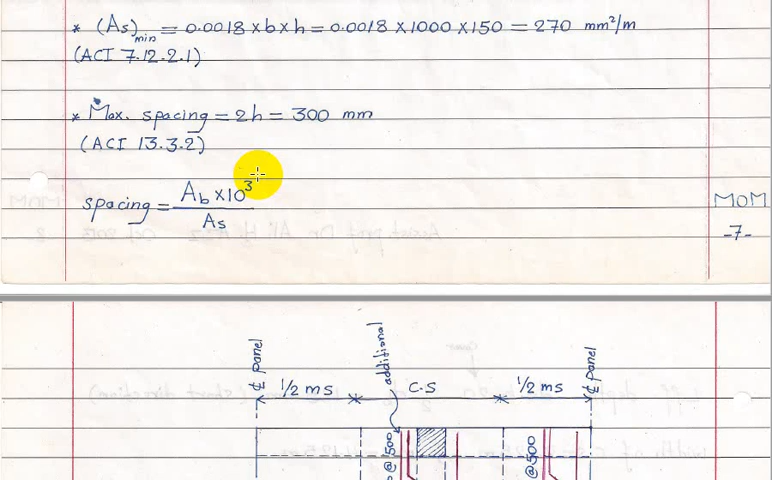 * (As)min = 0.0018 x b x h = 0.0018 x 1000 x 150 = 270 mm²/m
(ACI 7.12.2.1)
* Max. spacing = 2h = 300 mm
(ACI 13.3.2)
spacing = Ab x 10³ / As
MOM
-7-
℄ panel
1/2 ms
additional
C.S
1/2 ms
℄ panel
@ 500
@ 500